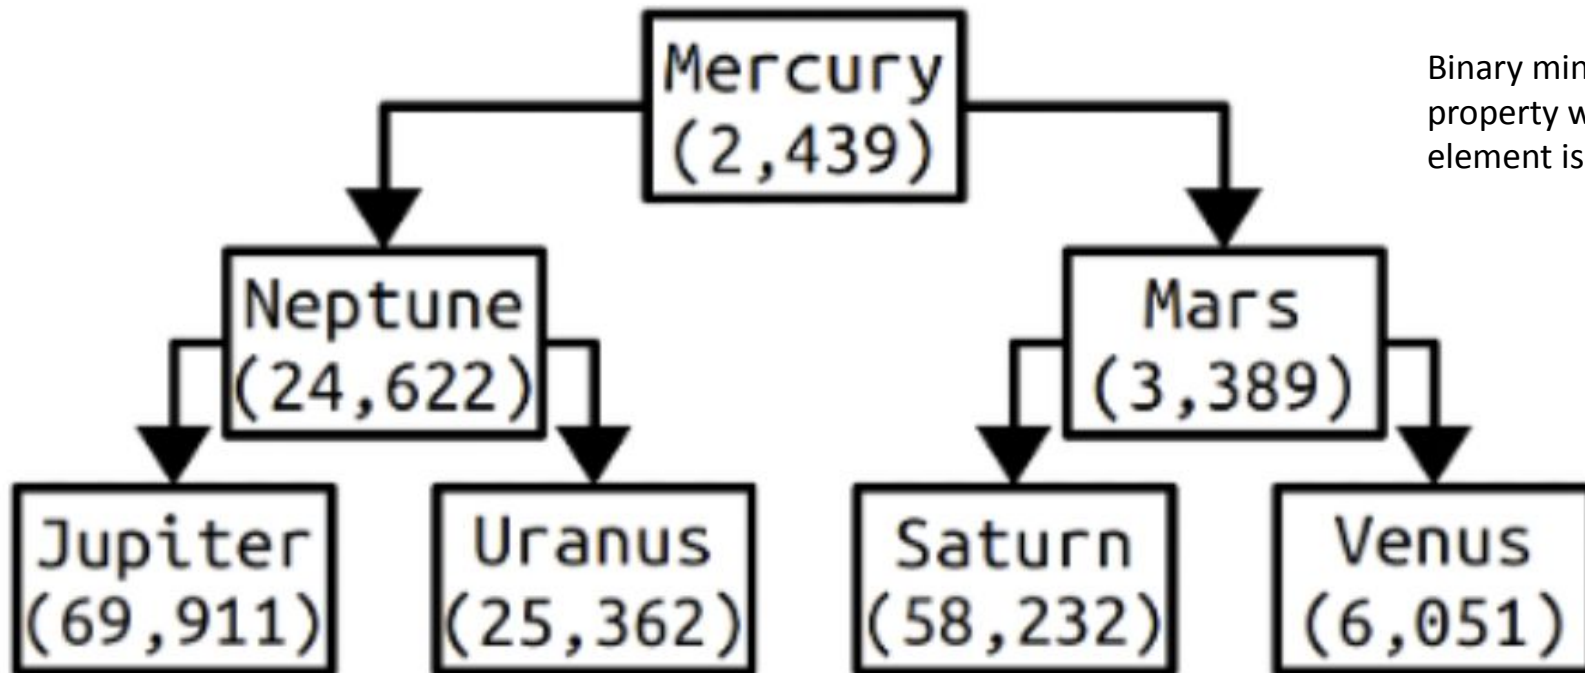 Mercury
(2,439)
Binary min
property w
element is
Neptune
(24,622)
Mars
(3,389)
Jupiter
(69,911)
Uranus
(25,362)
Saturn
(58,232)
Venus
(6,051)